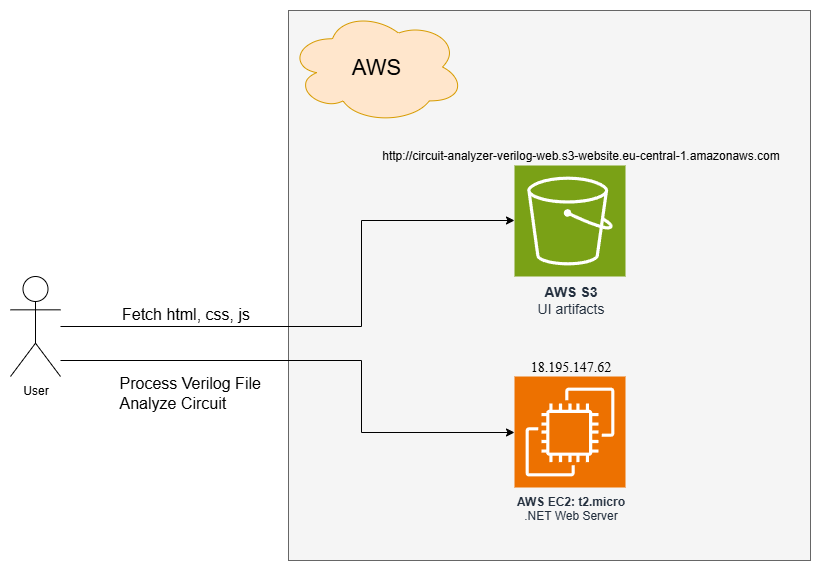 AWS
http://circuit-analyzer-verilog-web.s3-website.eu-central-1.amazonaws.com
AWS S3
UI artifacts
Fetch html, css, js
User
Process Verilog File
Analyze Circuit
18.195.147.62
AWS EC2: t2.micro
.NET Web Server